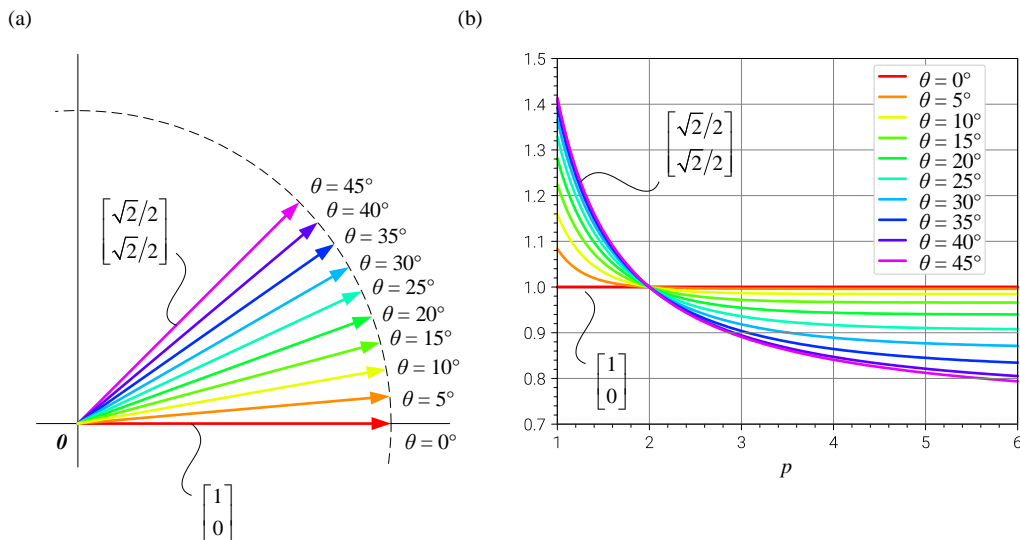 (a)
(b)
[√2/2]
[√2/2]
θ = 45°
θ = 40°
θ = 35°
θ = 30°
θ = 25°
θ = 20°
θ = 15°
θ = 10°
θ = 5°
θ = 0°
0
[1]
[0]
1.5
1.4
1.3
1.2
1.1
1.0
0.9
0.8
0.7
1 2 3 4 5 6
p
[√2/2]
[√2/2]
[1]
[0]
θ = 0°
θ = 5°
θ = 10°
θ = 15°
θ = 20°
θ = 25°
θ = 30°
θ = 35°
θ = 40°
θ = 45°